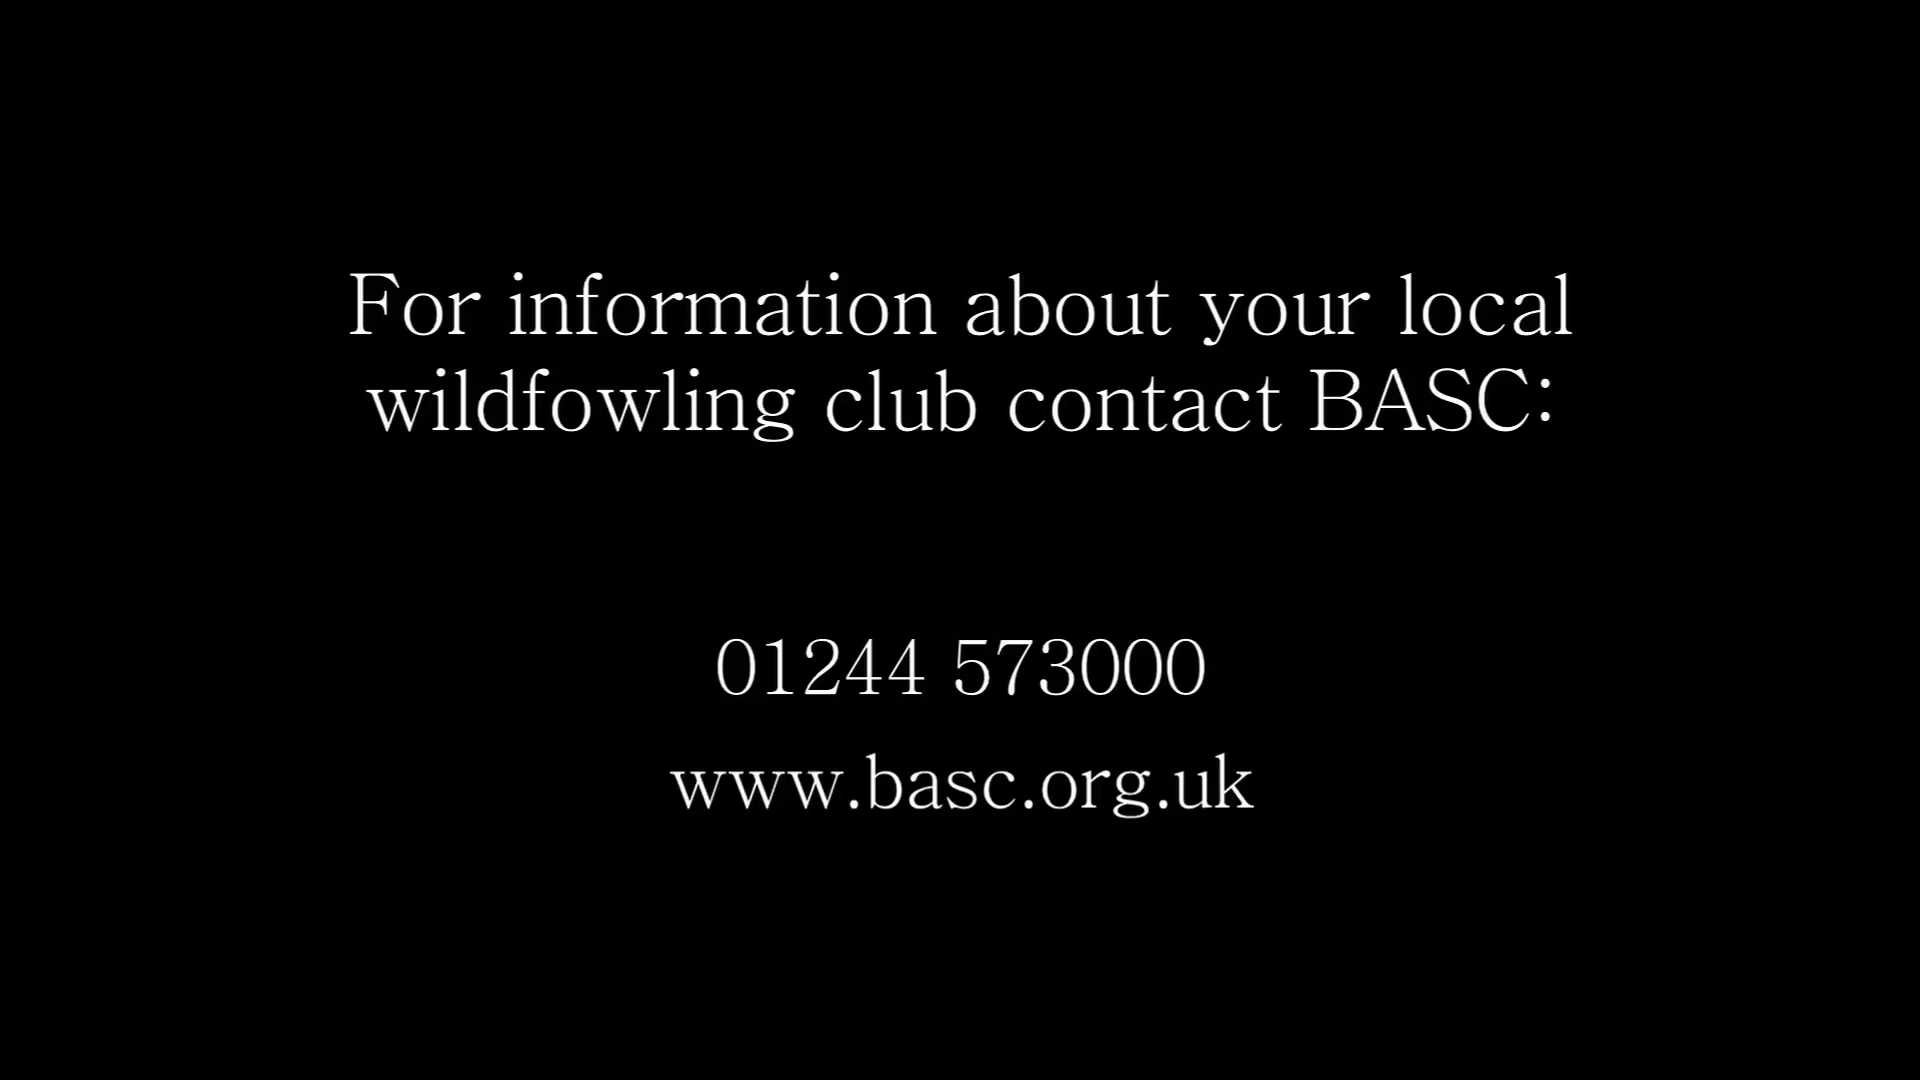 For information about your local
wildfowling club contact BASC:
01244 573000
www.basc.org.uk